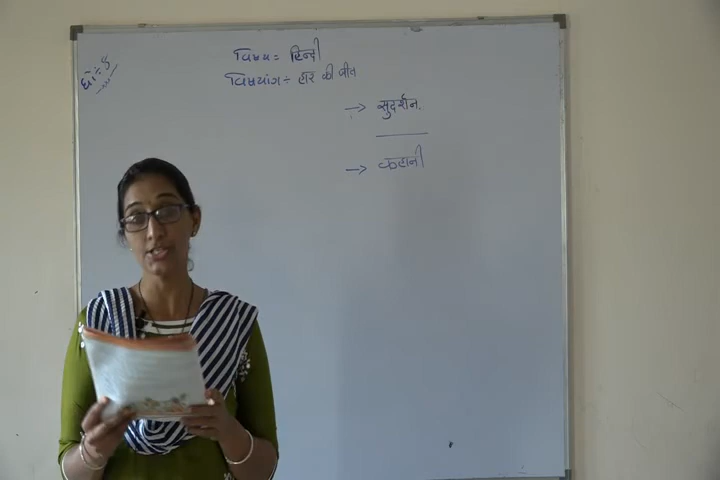 विषय = हिन्दी
विषयांग ÷ हार की जीत
→ सुदर्शन.
→ कहानी